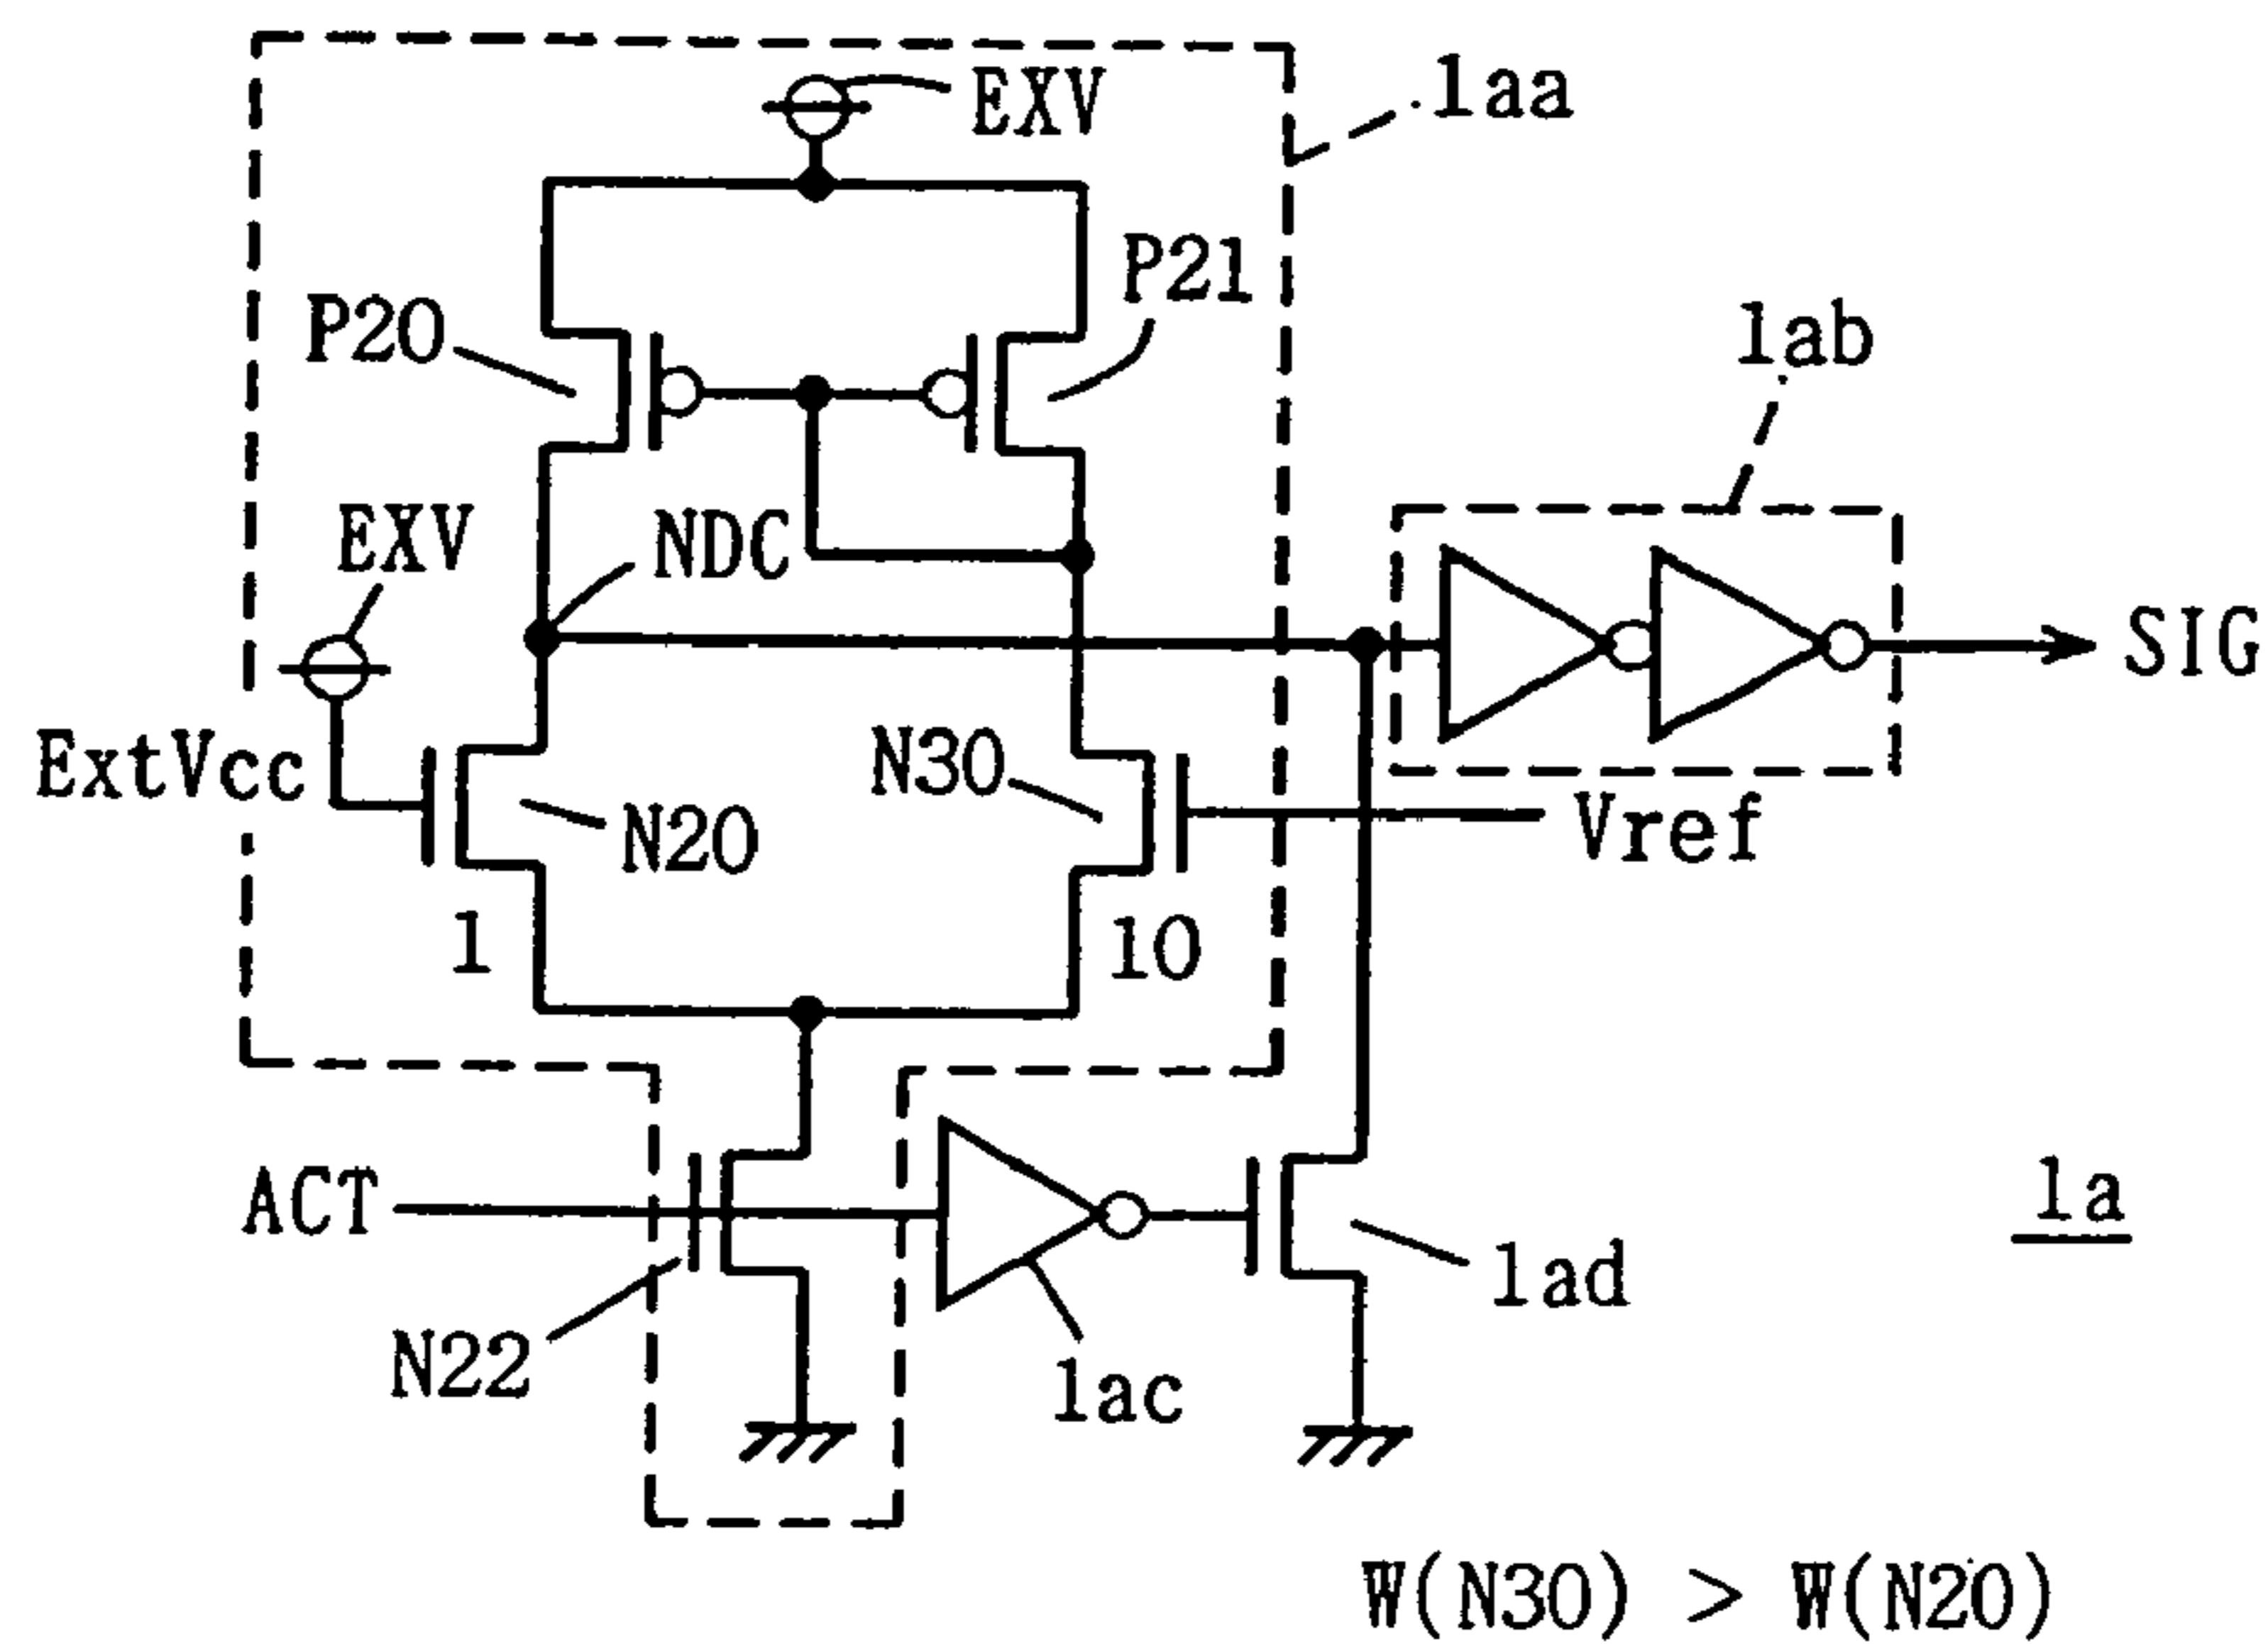 EXV
1aa
P21
P20
1ab
EXV
NDC
SIG
ExtVcc
N30
N20
Vref
1
10
ACT
1a
1ad
N22
1ac
W(N30) > W(N20)